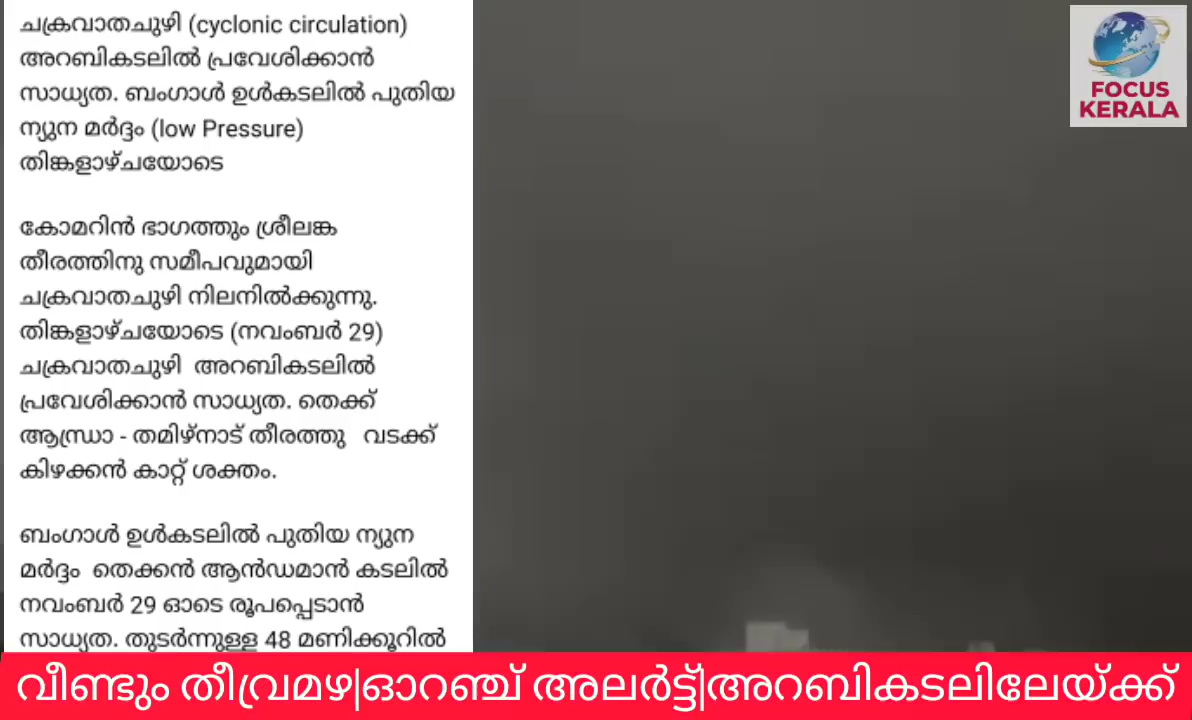 ചക്രവാതചുഴി (cyclonic circulation)
അറബികടലിൽ പ്രവേശിക്കാൻ
സാധ്യത. ബംഗാൾ ഉൾകടലിൽ പുതിയ
ന്യുന മർദ്ദം (low Pressure)
തിങ്കളാഴ്ചയോടെ
കോമറിൻ ഭാഗത്തും ശ്രീലങ്ക
തീരത്തിനു സമീപവുമായി
ചക്രവാതചുഴി നിലനിൽക്കുന്നു.
തിങ്കളാഴ്ചയോടെ (നവംബർ 29)
ചക്രവാതചുഴി അറബികടലിൽ
പ്രവേശിക്കാൻ സാധ്യത. തെക്ക്
ആന്ധ്രാ - തമിഴ്നാട് തീരത്തു വടക്ക്
കിഴക്കൻ കാറ്റ് ശക്തം.
ബംഗാൾ ഉൾകടലിൽ പുതിയ ന്യുന
മർദ്ദം തെക്കൻ ആൻഡമാൻ കടലിൽ
നവംബർ 29 ഓടെ രൂപപ്പെടാൻ
സാധ്യത. തുടർന്നുള്ള 48 മണിക്കൂറിൽ
FOCUS
KERALA
വീണ്ടും തീവ്രമഴ|ഓറഞ്ച് അലർട്ട്|അറബികടലിലേയ്ക്ക്